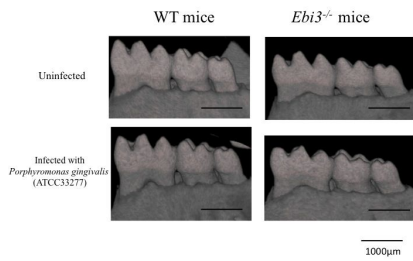 WT mice
Ebi3-/- mice
Uninfected
Infected with
Porphyromonas gingivalis
(ATCC33277)
1000μm